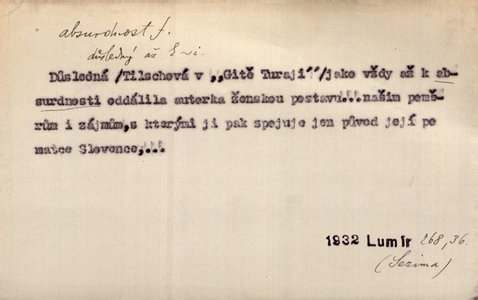 absurdnost f.
důsledný až k –i
Důsledná /Tilschová v ,,Gitě Turaji´´/jako vždy až k ab-
surdnosti oddálila autorka ženskou postavu...našim pomě-
rům i zájmům,s kterými ji pak spojuje jen původ její po
matce Slovence,...
1932 Lumír 268,36.
(Sezima)